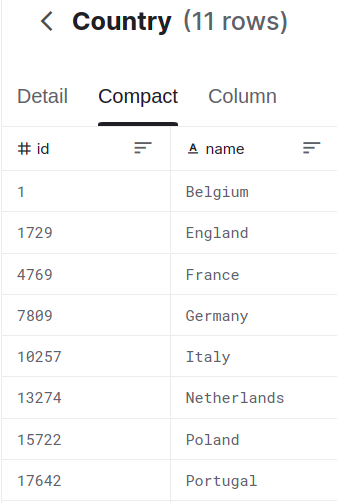 Country (11 rows)
Detail Compact Column
# id A name
1 Belgium
1729 England
4769 France
7809 Germany
10257 Italy
13274 Netherlands
15722 Poland
17642 Portugal